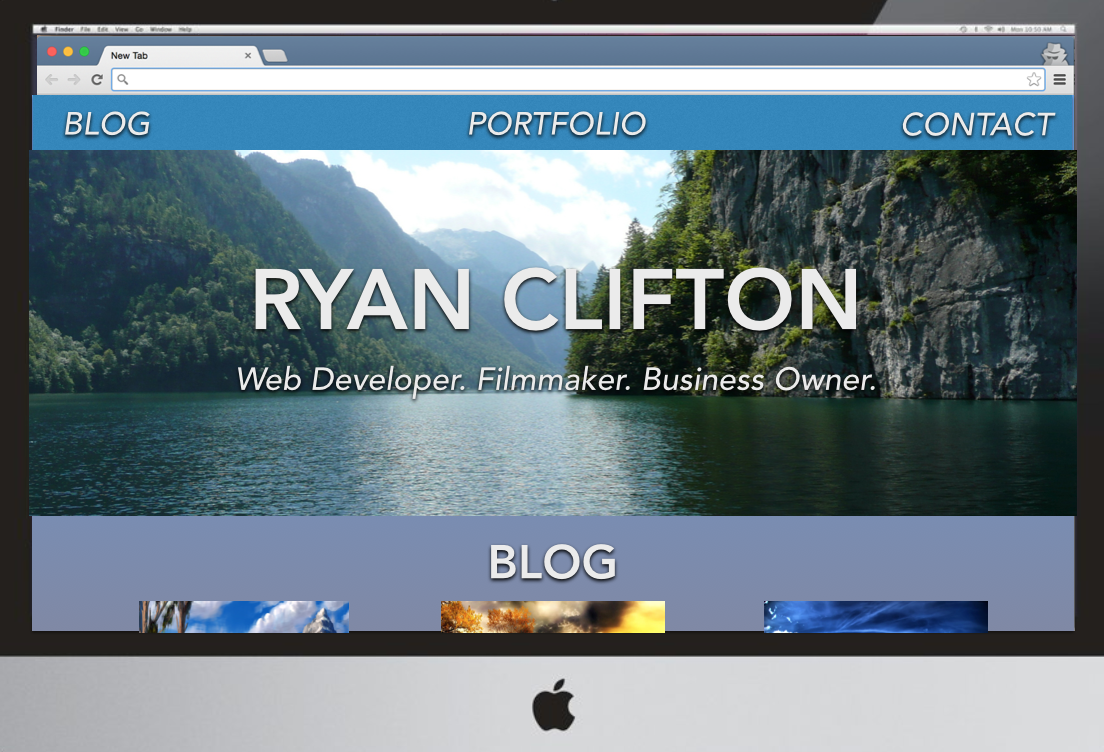 Finder File Edit View Go Window Help Mon 10:50 AM
New Tab
BLOG PORTFOLIO CONTACT
RYAN CLIFTON
Web Developer. Filmmaker. Business Owner.
BLOG